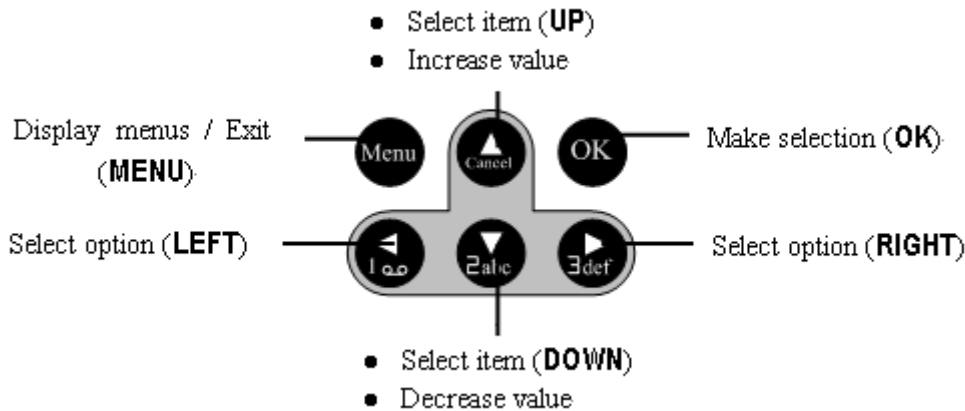 ● Select item (UP)
● Increase value
Display menus / Exit
(MENU)
Menu
Cancel
OK
Make selection (OK)
Select option (LEFT)
1
2abc
3def
Select option (RIGHT)
● Select item (DOWN)
● Decrease value